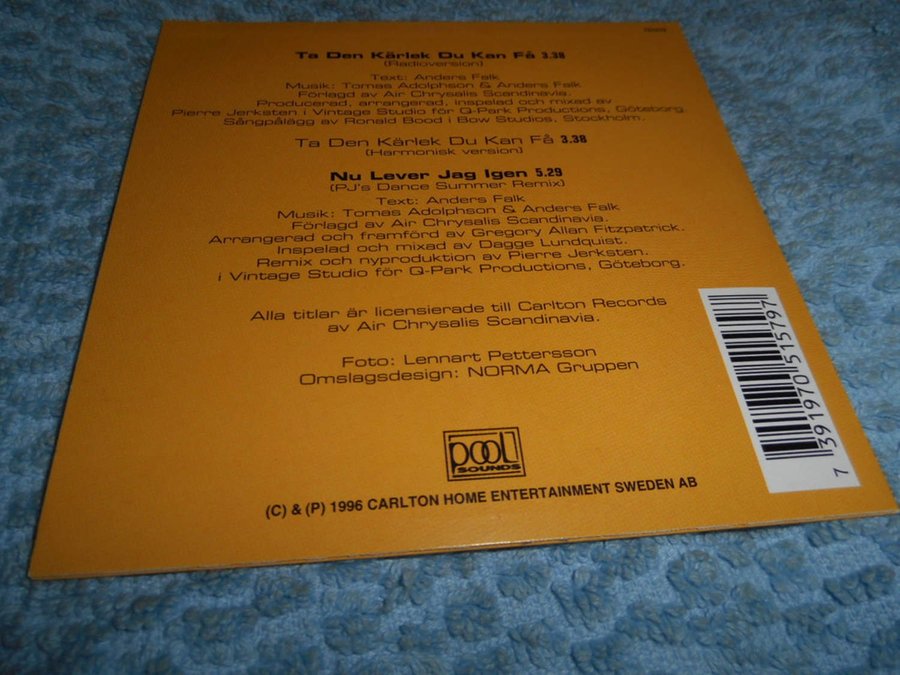 Ta Den Kärlek Du Kan Få 3.38
(Radioversion)
Text: Anders Falk
Musik: Tomas Adolphson & Anders Falk
Förlagd av Air Chrysalis Scandinavia.
Producerad, arrangerad, inspelad och mixad av
Pierre Jerksten i Vintage Studio för Q-Park Productions, Göteborg.
Sångpålägg av Ronald Bood i Bow Studios, Stockholm.
Ta Den Kärlek Du Kan Få 3.38
(Harmonisk version)
Nu Lever Jag Igen 5.29
(PJ's Dance Summer Remix)
Text: Anders Falk
Musik: Tomas Adolphson & Anders Falk
Förlagd av Air Chrysalis Scandinavia.
Arrangerad och framförd av Gregory Allan Fitzpatrick.
Inspelad och mixad av Dagge Lundquist.
Remix och nyproduktion av Pierre Jerksten.
i Vintage Studio för Q-Park Productions, Göteborg.
Alla titlar är licensierade till Carlton Records
av Air Chrysalis Scandinavia.
Foto: Lennart Pettersson
Omslagsdesign: NORMA Gruppen
pool
SOUNDS
(C) & (P) 1996 CARLTON HOME ENTERTAINMENT SWEDEN AB
7 391970 515797